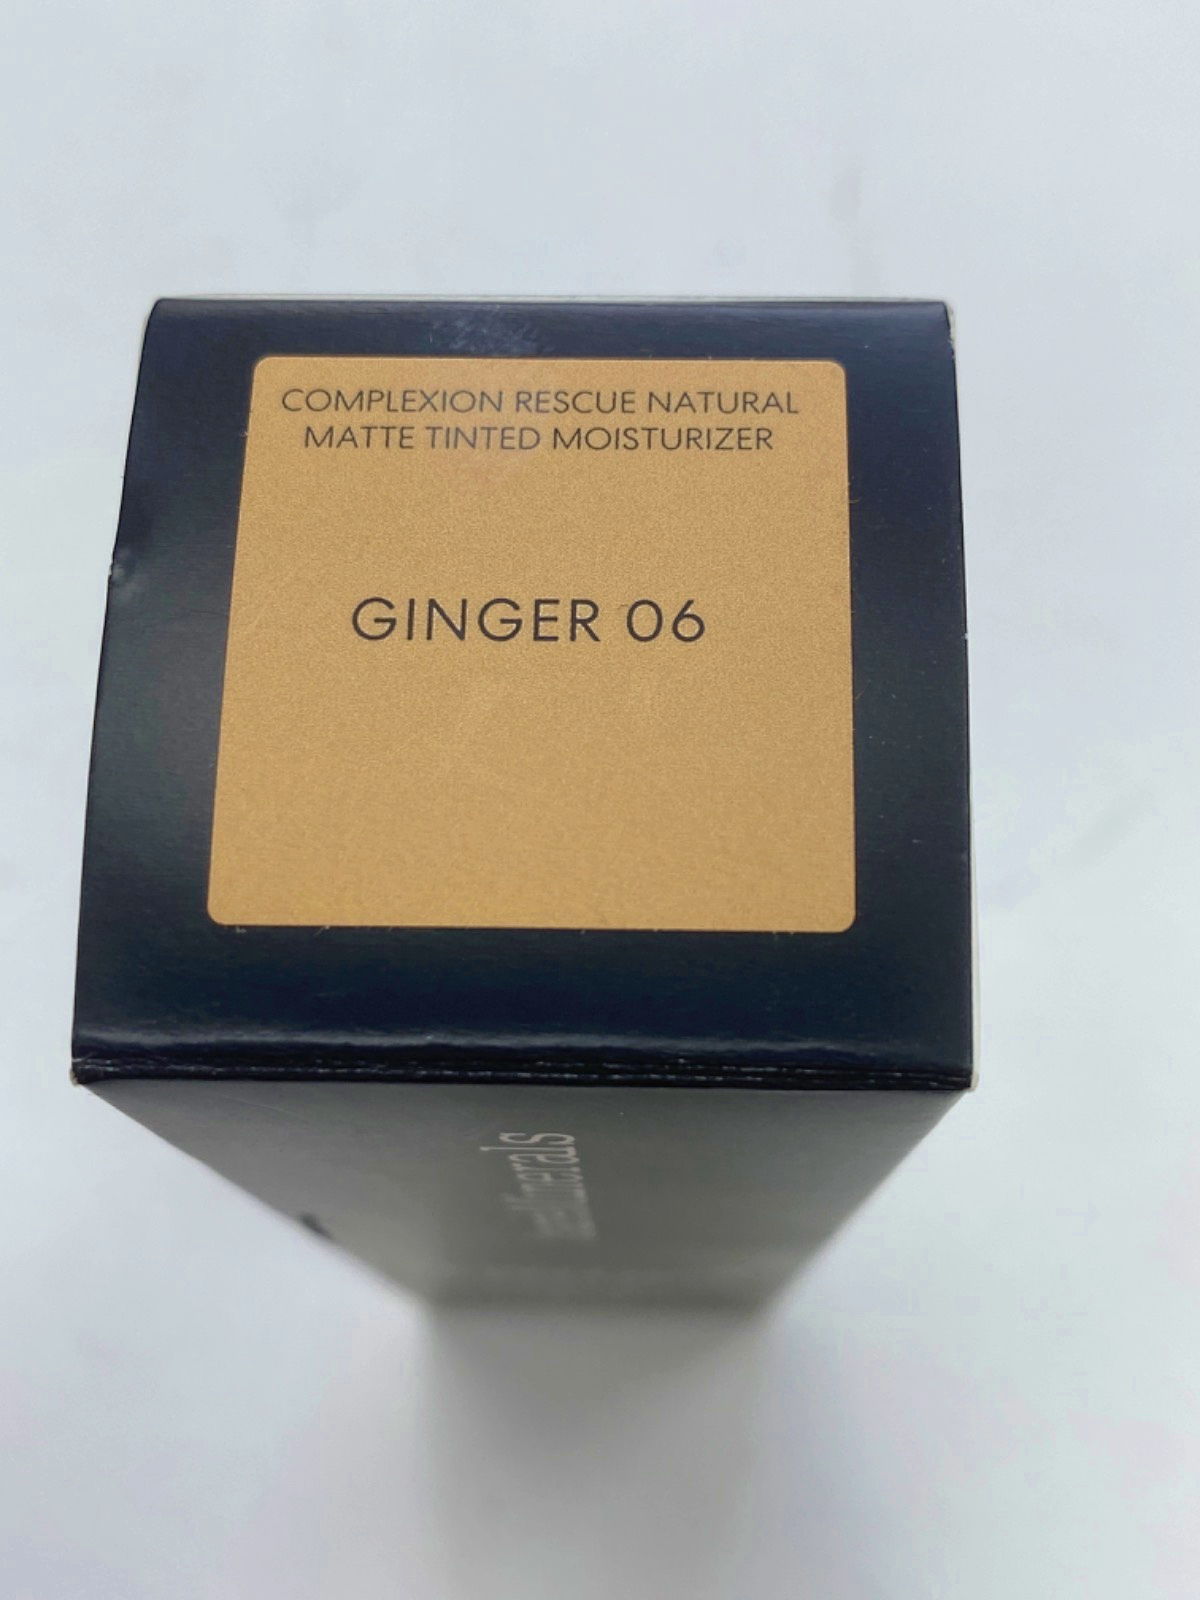 COMPLEXION RESCUE NATURAL
MATTE TINTED MOISTURIZER
GINGER 06